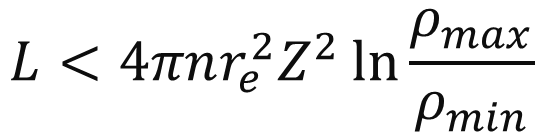 L < 4πnr_e^2 Z^2 ln ρ_max/ρ_min